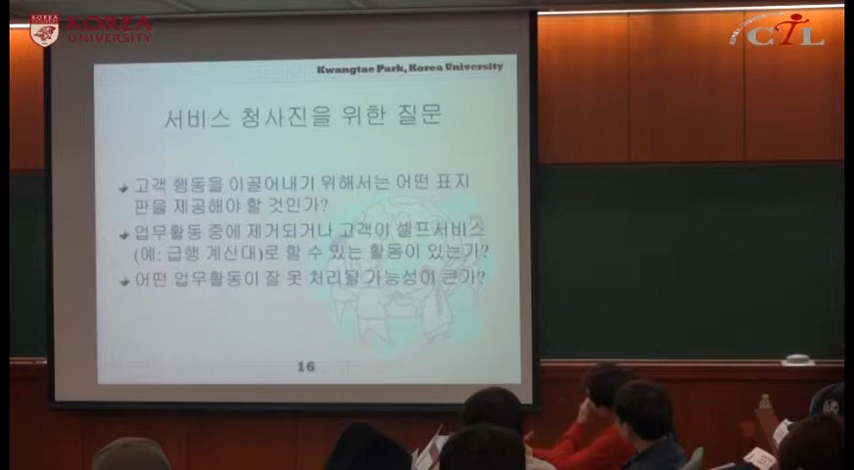 KOREA
UNIVERSITY
CTL
Kwangtae Park, Korea University
서비스 청사진을 위한 질문
고객 행동을 이끌어내기 위해서는 어떤 표지
판을 제공해야 할 것인가?
업무활동 중에 제거되거나 고객이 셀프서비스
(예: 급행 계산대)로 할 수 있는 활동이 있는가?
어떤 업무활동이 잘 못 처리될 가능성이 큰가?
16